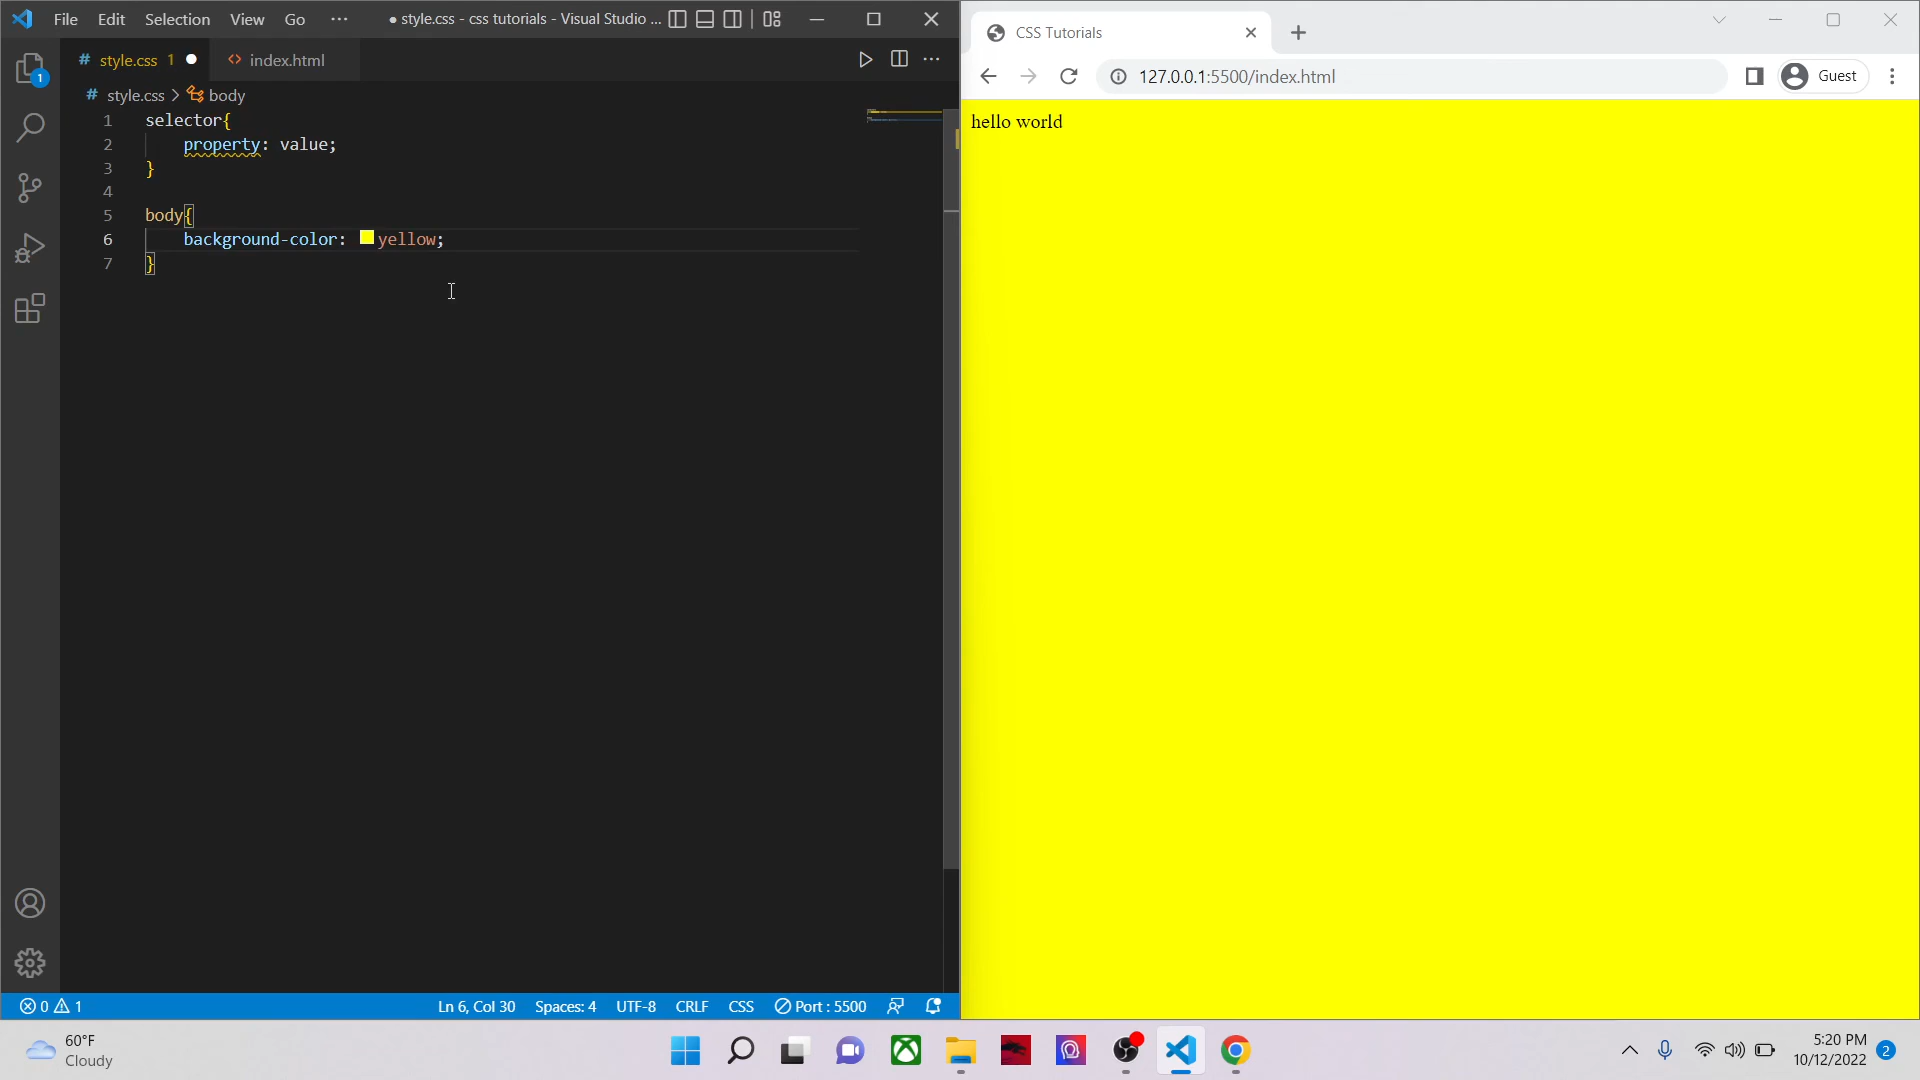 File Edit Selection View Go ··· ● style.css - css tutorials - Visual Studio ...
# style.css 1 ● <> index.html
# style.css > body
1 selector{
2 property: value;
3 }
4
5 body{
6 background-color: yellow;
7 }
0 1 Ln 6, Col 30 Spaces: 4 UTF-8 CRLF CSS Port : 5500
CSS Tutorials
127.0.0.1:5500/index.html Guest
hello world
1
60°F
Cloudy
5:20 PM
10/12/2022 2